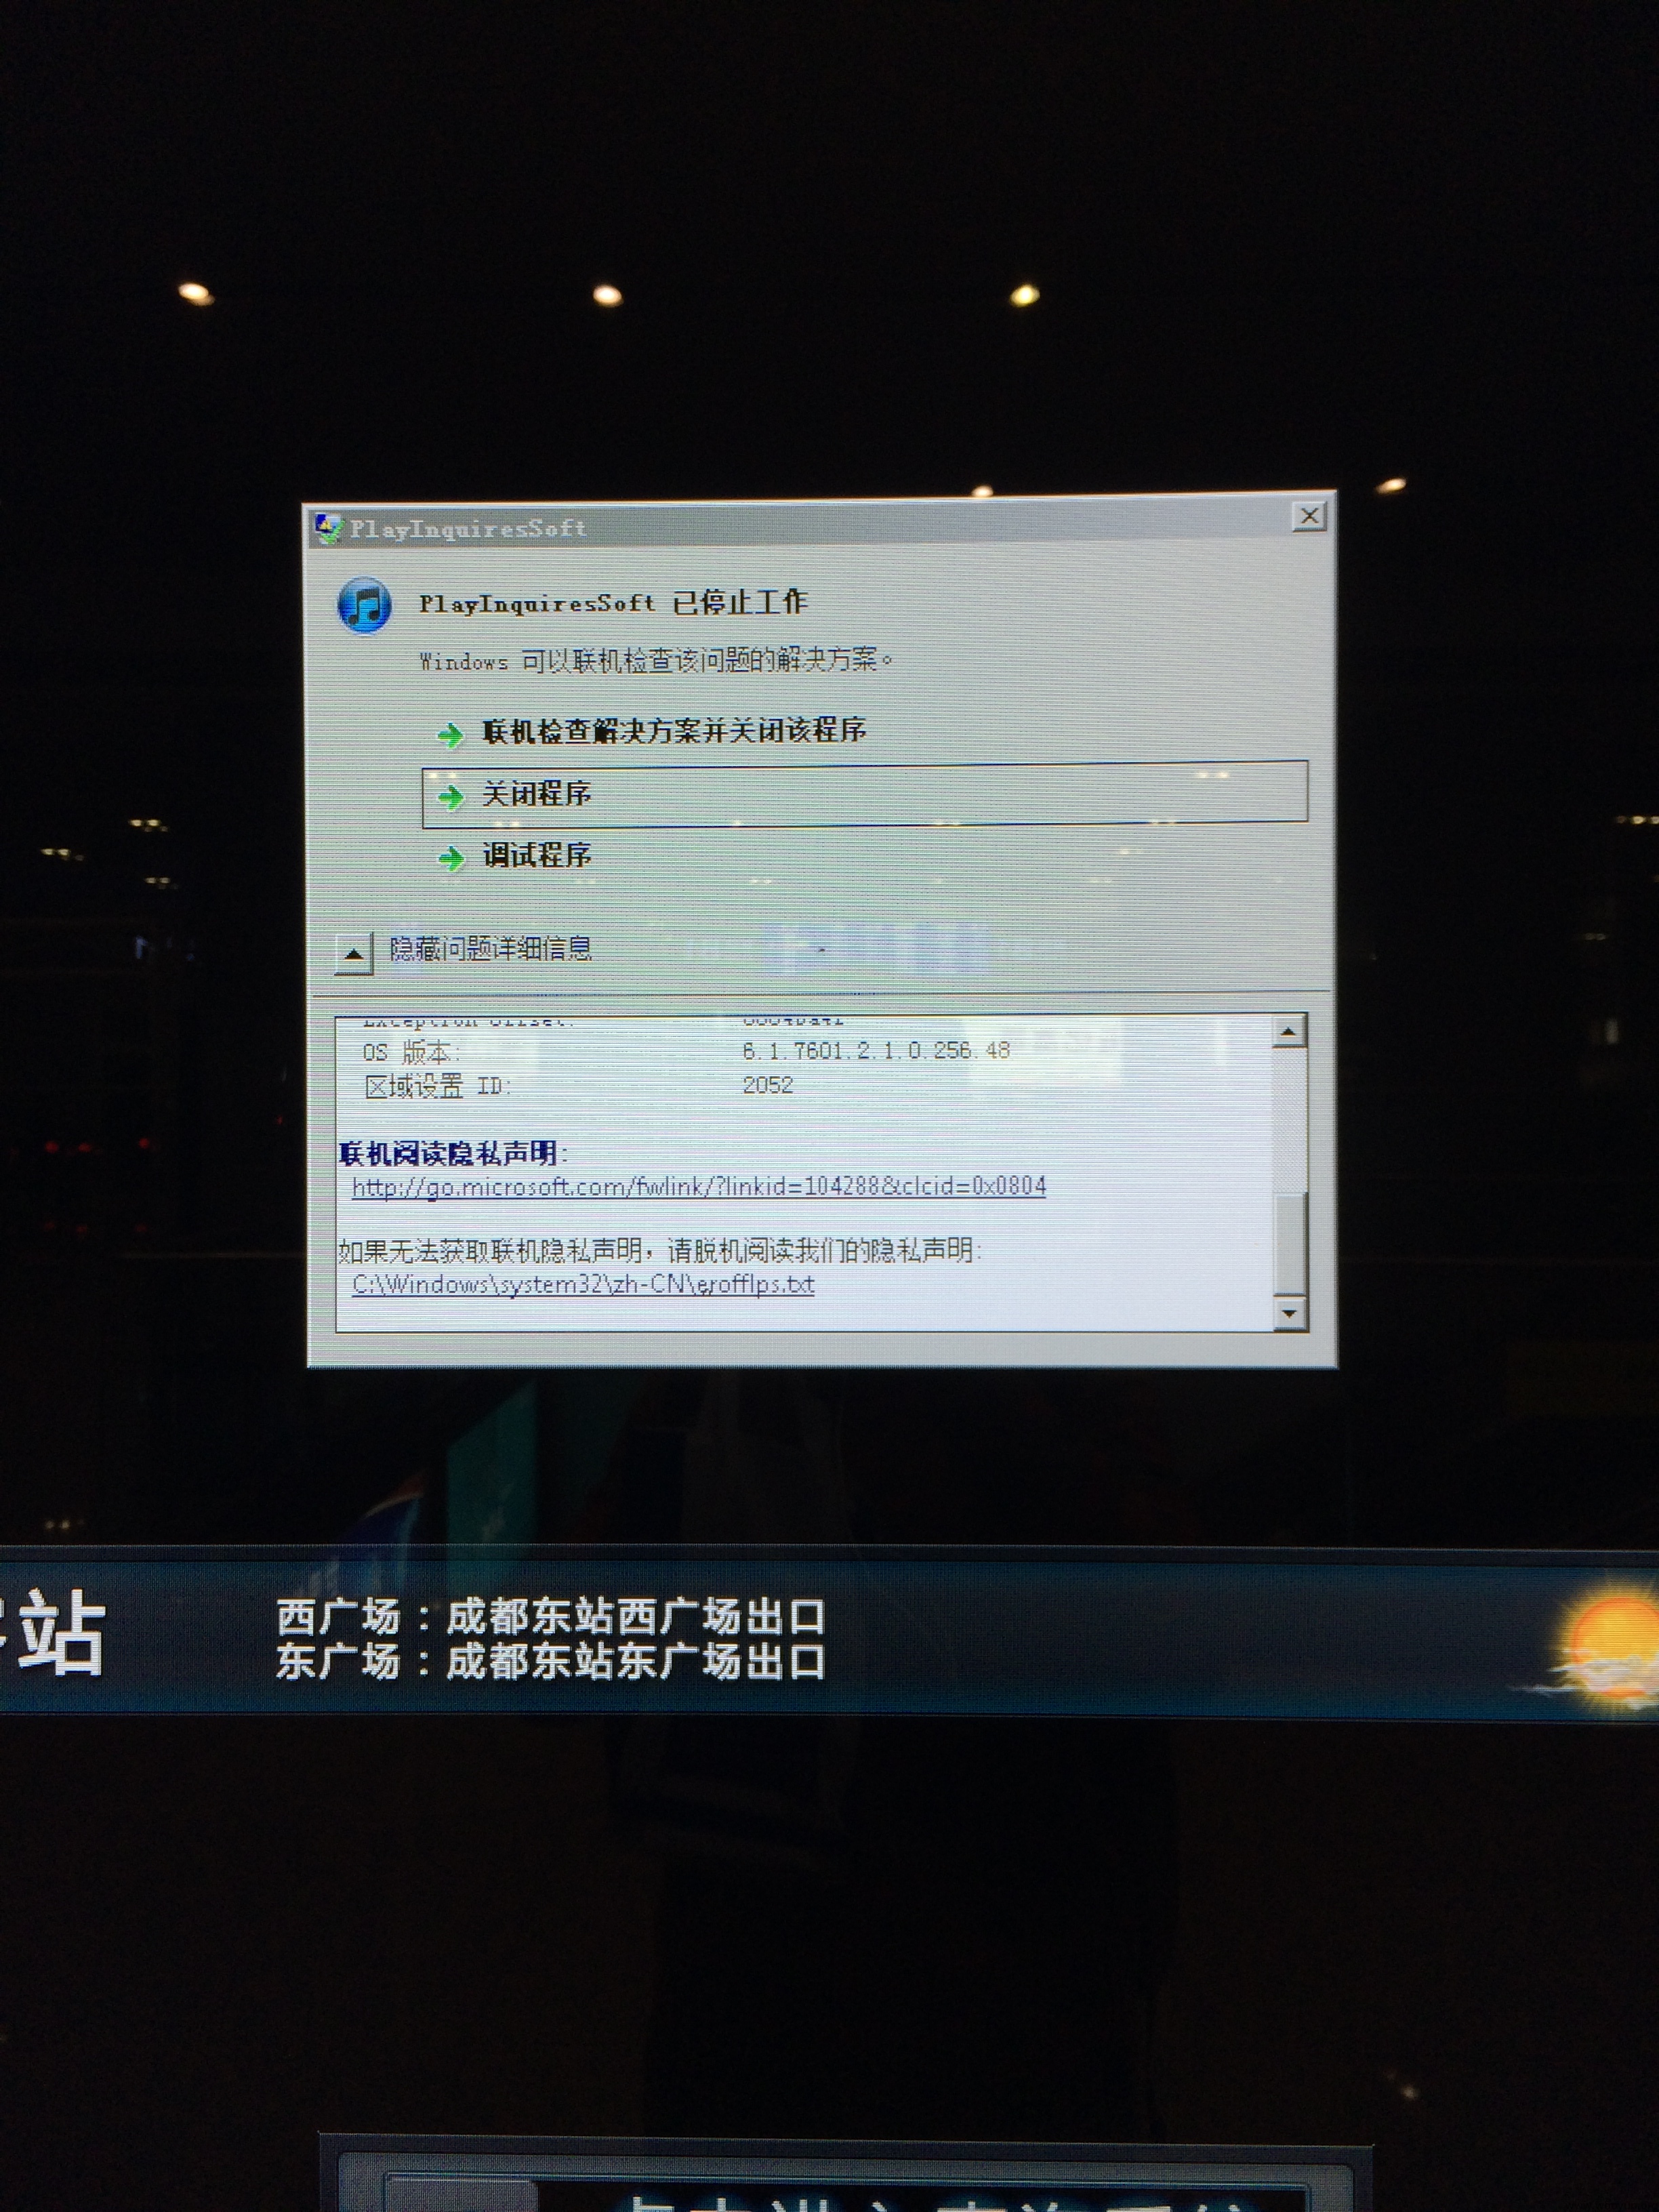 PlayInquiresSoft
PlayInquiresSoft 已停止工作
Windows 可以联机检查该问题的解决方案。
联机检查解决方案并关闭该程序
关闭程序
调试程序
隐藏问题详细信息
OS 版本: 6.1.7601.2.1.0.256.48
区域设置 ID: 2052
联机阅读隐私声明:
http://go.microsoft.com/fwlink/?linkid=104288&clcid=0x0804
如果无法获取联机隐私声明，请脱机阅读我们的隐私声明:
C:\Windows\system32\zh-CN\erofflps.txt
站
西广场：成都东站西广场出口
东广场：成都东站东广场出口